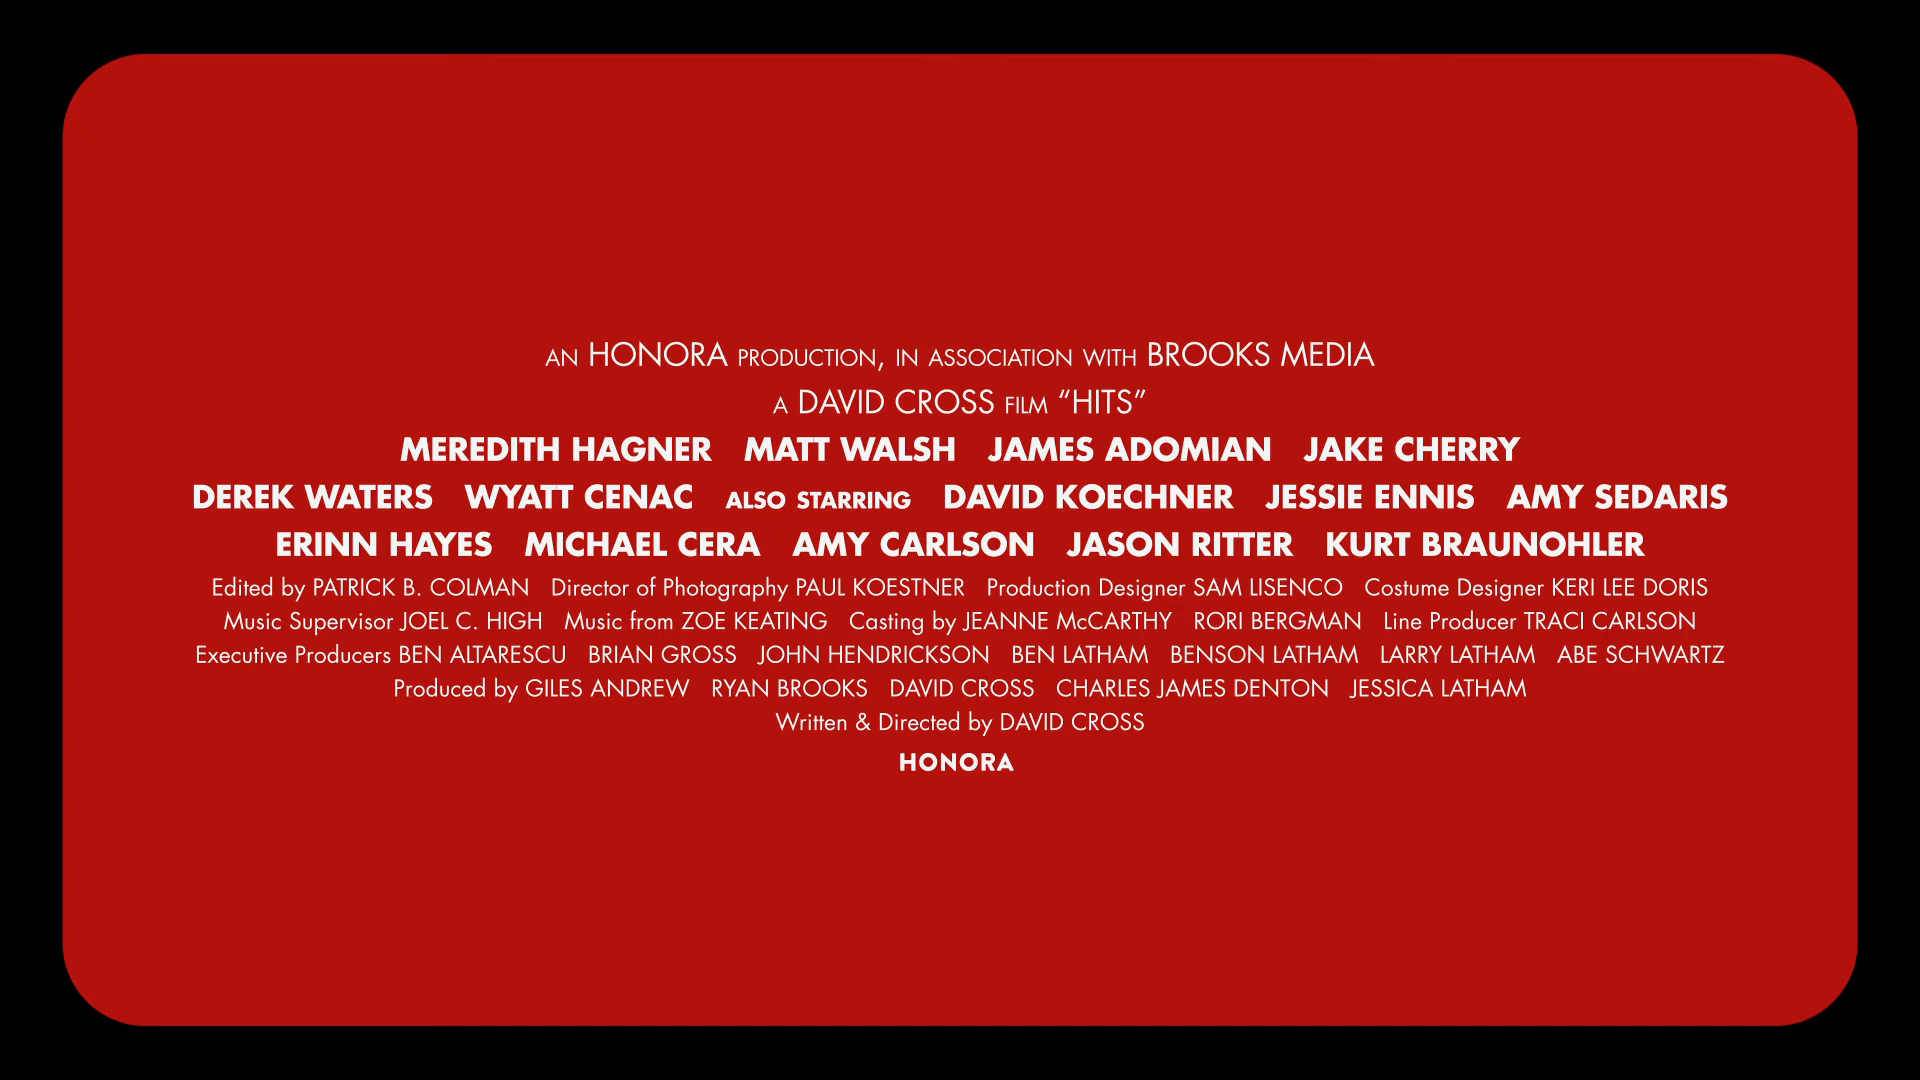 AN HONORA PRODUCTION, IN ASSOCIATION WITH BROOKS MEDIA
A DAVID CROSS FILM “HITS”
MEREDITH HAGNER MATT WALSH JAMES ADOMIAN JAKE CHERRY
DEREK WATERS WYATT CENAC ALSO STARRING DAVID KOECHNER JESSIE ENNIS AMY SEDARIS
ERINN HAYES MICHAEL CERA AMY CARLSON JASON RITTER KURT BRAUNOHLER
Edited by PATRICK B. COLMAN Director of Photography PAUL KOESTNER Production Designer SAM LISENCO Costume Designer KERI LEE DORIS
Music Supervisor JOEL C. HIGH Music from ZOE KEATING Casting by JEANNE McCARTHY RORI BERGMAN Line Producer TRACI CARLSON
Executive Producers BEN ALTARESCU BRIAN GROSS JOHN HENDRICKSON BEN LATHAM BENSON LATHAM LARRY LATHAM ABE SCHWARTZ
Produced by GILES ANDREW RYAN BROOKS DAVID CROSS CHARLES JAMES DENTON JESSICA LATHAM
Written & Directed by DAVID CROSS
HONORA